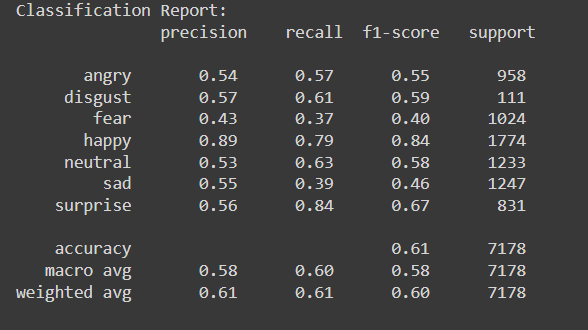 Classification Report:
precision recall f1-score support
angry 0.54 0.57 0.55 958
disgust 0.57 0.61 0.59 111
fear 0.43 0.37 0.40 1024
happy 0.89 0.79 0.84 1774
neutral 0.53 0.63 0.58 1233
sad 0.55 0.39 0.46 1247
surprise 0.56 0.84 0.67 831
accuracy 0.61 7178
macro avg 0.58 0.60 0.58 7178
weighted avg 0.61 0.61 0.60 7178